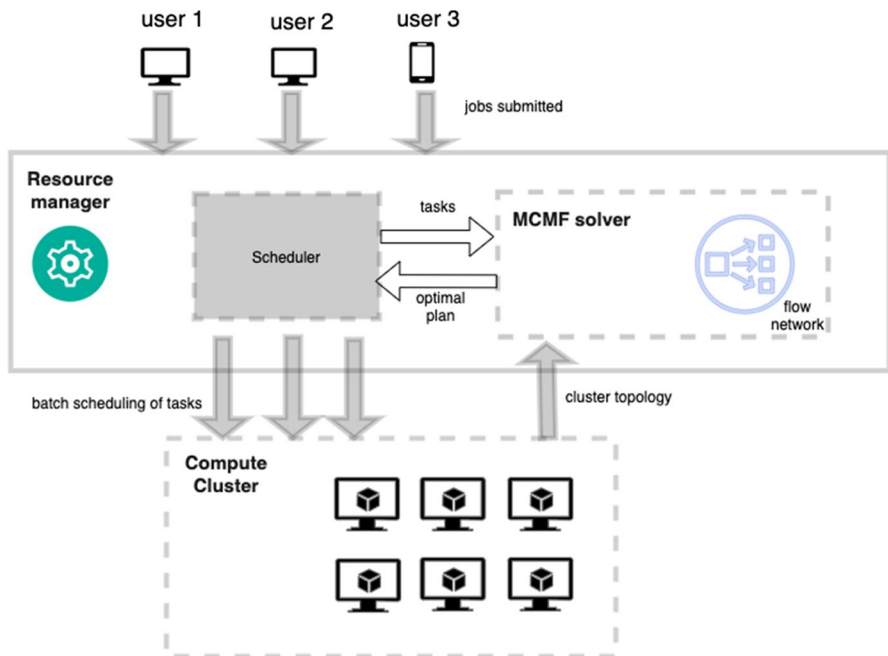 user 1
user 2
user 3
jobs submitted
Resource
manager
Scheduler
tasks
optimal
plan
MCMF solver
flow
network
batch scheduling of tasks
cluster topology
Compute
Cluster